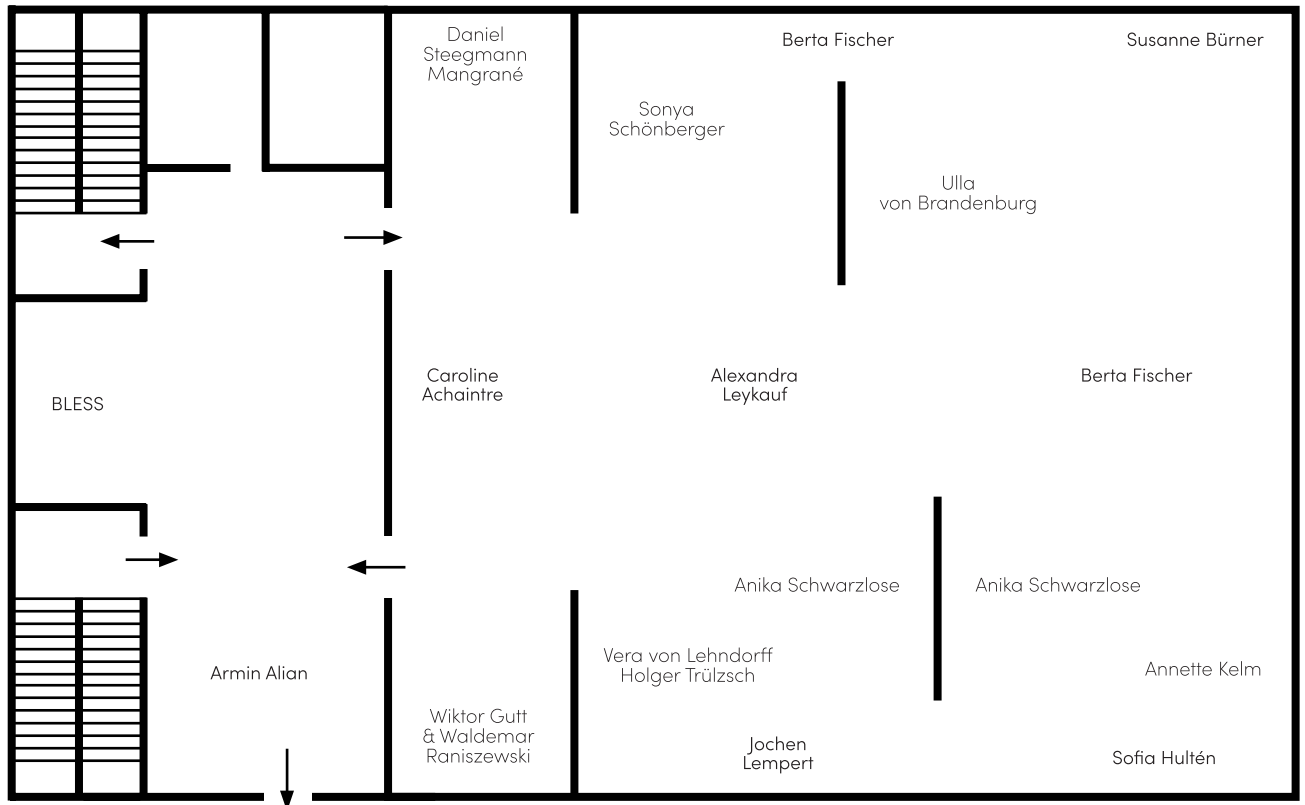 Daniel
Steegmann
Mangrané
Berta Fischer
Susanne Bürner
Sonya
Schönberger
Ulla
von Brandenburg
Caroline
Achaintre
Alexandra
Leykauf
Berta Fischer
BLESS
Anika Schwarzlose
Anika Schwarzlose
Vera von Lehndorff
Holger Trülzsch
Annette Kelm
Armin Alian
Wiktor Gutt
& Waldemar
Raniszewski
Jochen
Lempert
Sofia Hultén